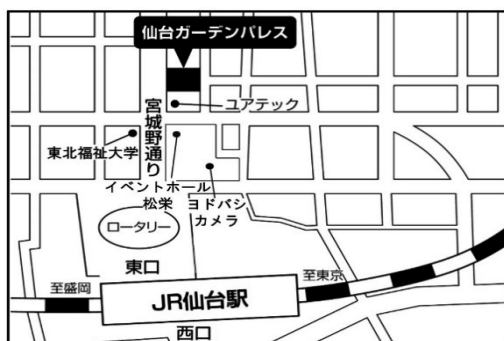 仙台ガーデンパレス
ユアテック
宮城野通り
東北福祉大学
イベントホール
松栄
ヨドバシ
カメラ
ロータリー
東口
至盛岡
至東京
JR仙台駅
西口